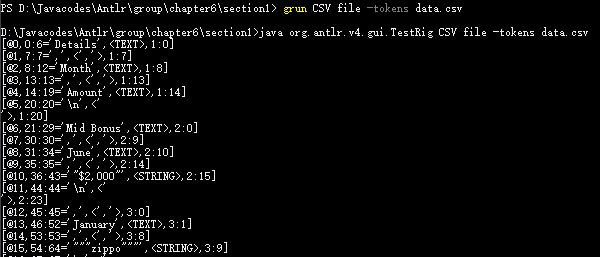 PS D:\Javacodes\Antlr\group\chapter6\section1> grun CSV file -tokens data.csv
D:\Javacodes\Antlr\group\chapter6\section1>java org.antlr.v4.gui.TestRig CSV file -tokens data.csv
[@0,0:6='Details',<TEXT>,1:0]
[@1,7:7=',',<','>,1:7]
[@2,8:12='Month',<TEXT>,1:8]
[@3,13:13=',',<','>,1:13]
[@4,14:19='Amount',<TEXT>,1:14]
[@5,20:20='\n',<'
'>,1:20]
[@6,21:29='Mid Bonus',<TEXT>,2:0]
[@7,30:30=',',<','>,2:9]
[@8,31:34='June',<TEXT>,2:10]
[@9,35:35=',',<','>,2:14]
[@10,36:43='"$2,000"',<STRING>,2:15]
[@11,44:44='\n',<'
'>,2:23]
[@12,45:45=',',<','>,3:0]
[@13,46:52='January',<TEXT>,3:1]
[@14,53:53=',',<','>,3:8]
[@15,54:64='"""zippo"""',<STRING>,3:9]